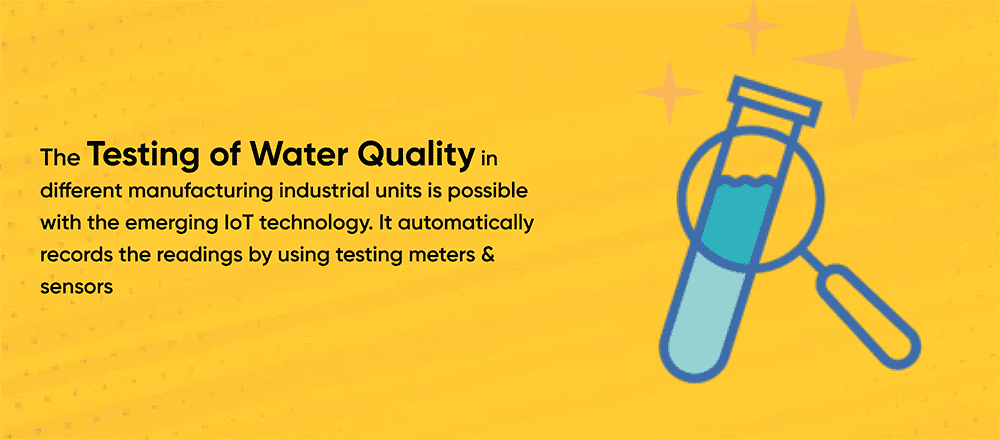 The Testing of Water Quality in
different manufacturing industrial units is possible
with the emerging IoT technology. It automatically
records the readings by using testing meters &
sensors